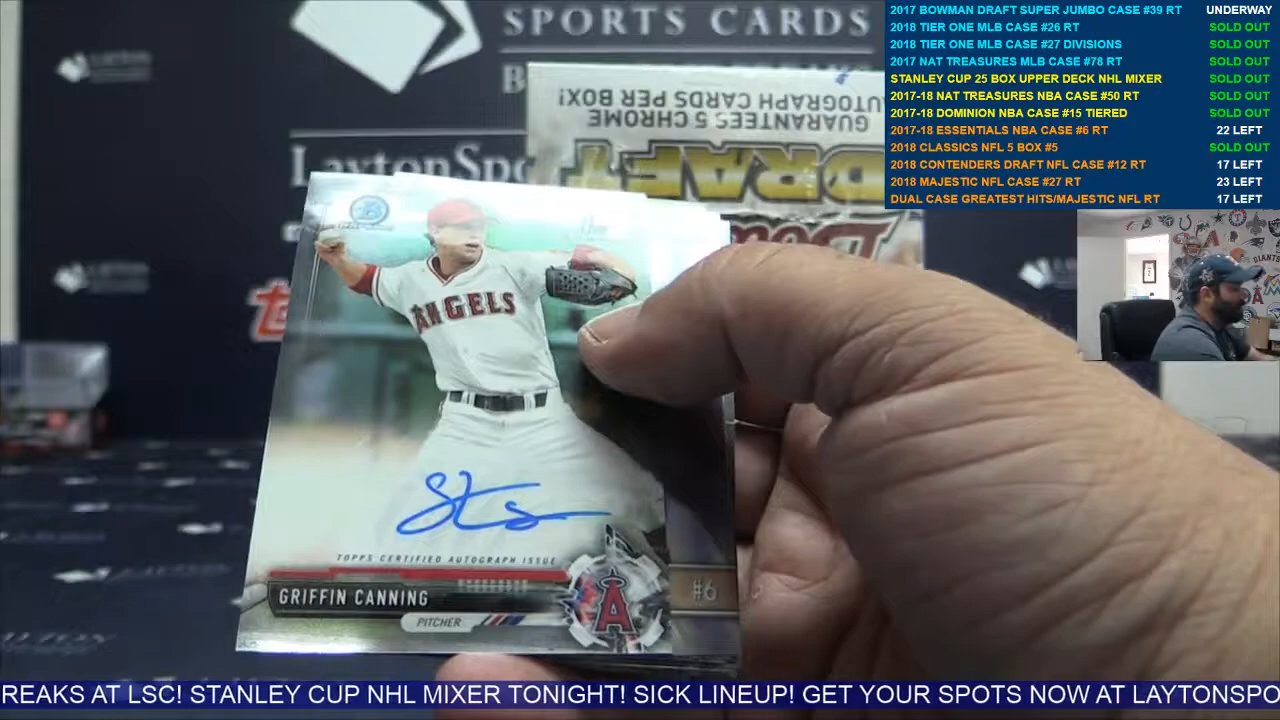 SPORTS CARDS
2017 BOWMAN DRAFT SUPER JUMBO CASE #39 RT UNDERWAY
2018 TIER ONE MLB CASE #26 RT SOLD OUT
2018 TIER ONE MLB CASE #27 DIVISIONS SOLD OUT
2017 NAT TREASURES MLB CASE #78 RT SOLD OUT
STANLEY CUP 25 BOX UPPER DECK NHL MIXER SOLD OUT
2017-18 NAT TREASURES NBA CASE #50 RT SOLD OUT
2017-18 DOMINION NBA CASE #15 TIERED SOLD OUT
2017-18 ESSENTIALS NBA CASE #6 RT 22 LEFT
2018 CLASSICS NFL 5 BOX #5 SOLD OUT
2018 CONTENDERS DRAFT NFL CASE #12 RT 17 LEFT
2018 MAJESTIC NFL CASE #27 RT 23 LEFT
DUAL CASE GREATEST HITS/MAJESTIC NFL RT 17 LEFT
GUARANTEES 5 CHROME
UTOGRAPH CARDS PER BOX!
DRAFT
LaytonSpo
ANGELS
TOPPS CERTIFIED AUTOGRAPH ISSUE
GRIFFIN CANNING
PITCHER
A
#6
REAKS AT LSC! STANLEY CUP NHL MIXER TONIGHT! SICK LINEUP! GET YOUR SPOTS NOW AT LAYTONSPO